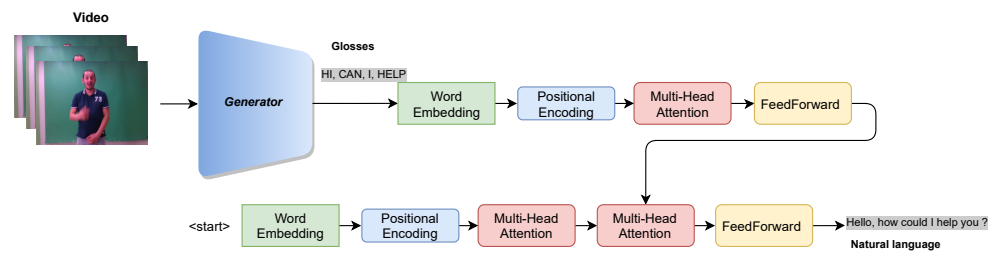 Video
Glosses
HI, CAN, I, HELP
Generator
Word
Embedding
Positional
Encoding
Multi-Head
Attention
FeedForward
<start>
Word
Embedding
Positional
Encoding
Multi-Head
Attention
Multi-Head
Attention
FeedForward
Hello, how could I help you ?
Natural language